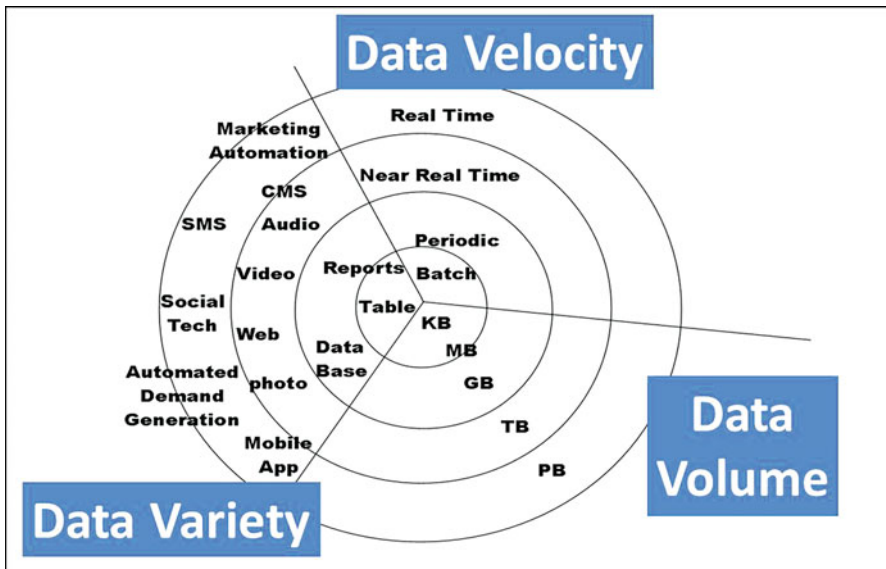 Data Velocity
Real Time
Marketing
Automation
Near Real Time
CMS
SMS
Audio
Periodic
Reports
Batch
Video
Social
Tech
Table
KB
Web
Data
Base
MB
GB
Automated
Demand
Generation
photo
TB
Mobile
App
PB
Data
Volume
Data Variety